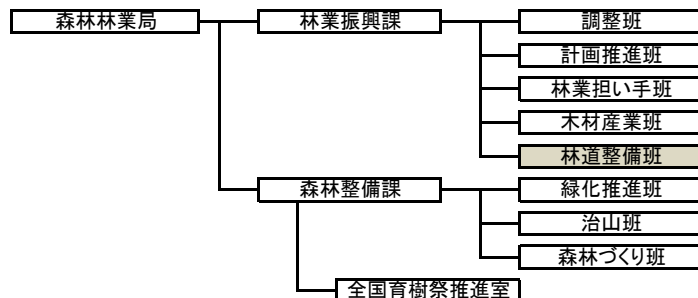 森林林業局
林業振興課
調整班
計画推進班
林業担い手班
木材産業班
林道整備班
森林整備課
緑化推進班
治山班
森林づくり班
全国育樹祭推進室